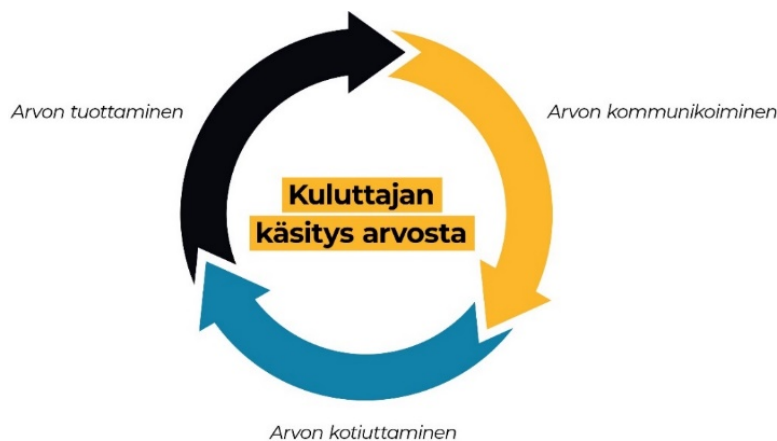 Arvon tuottaminen
Arvon kommunikoiminen
Kuluttajan
käsitys arvosta
Arvon kotiuttaminen